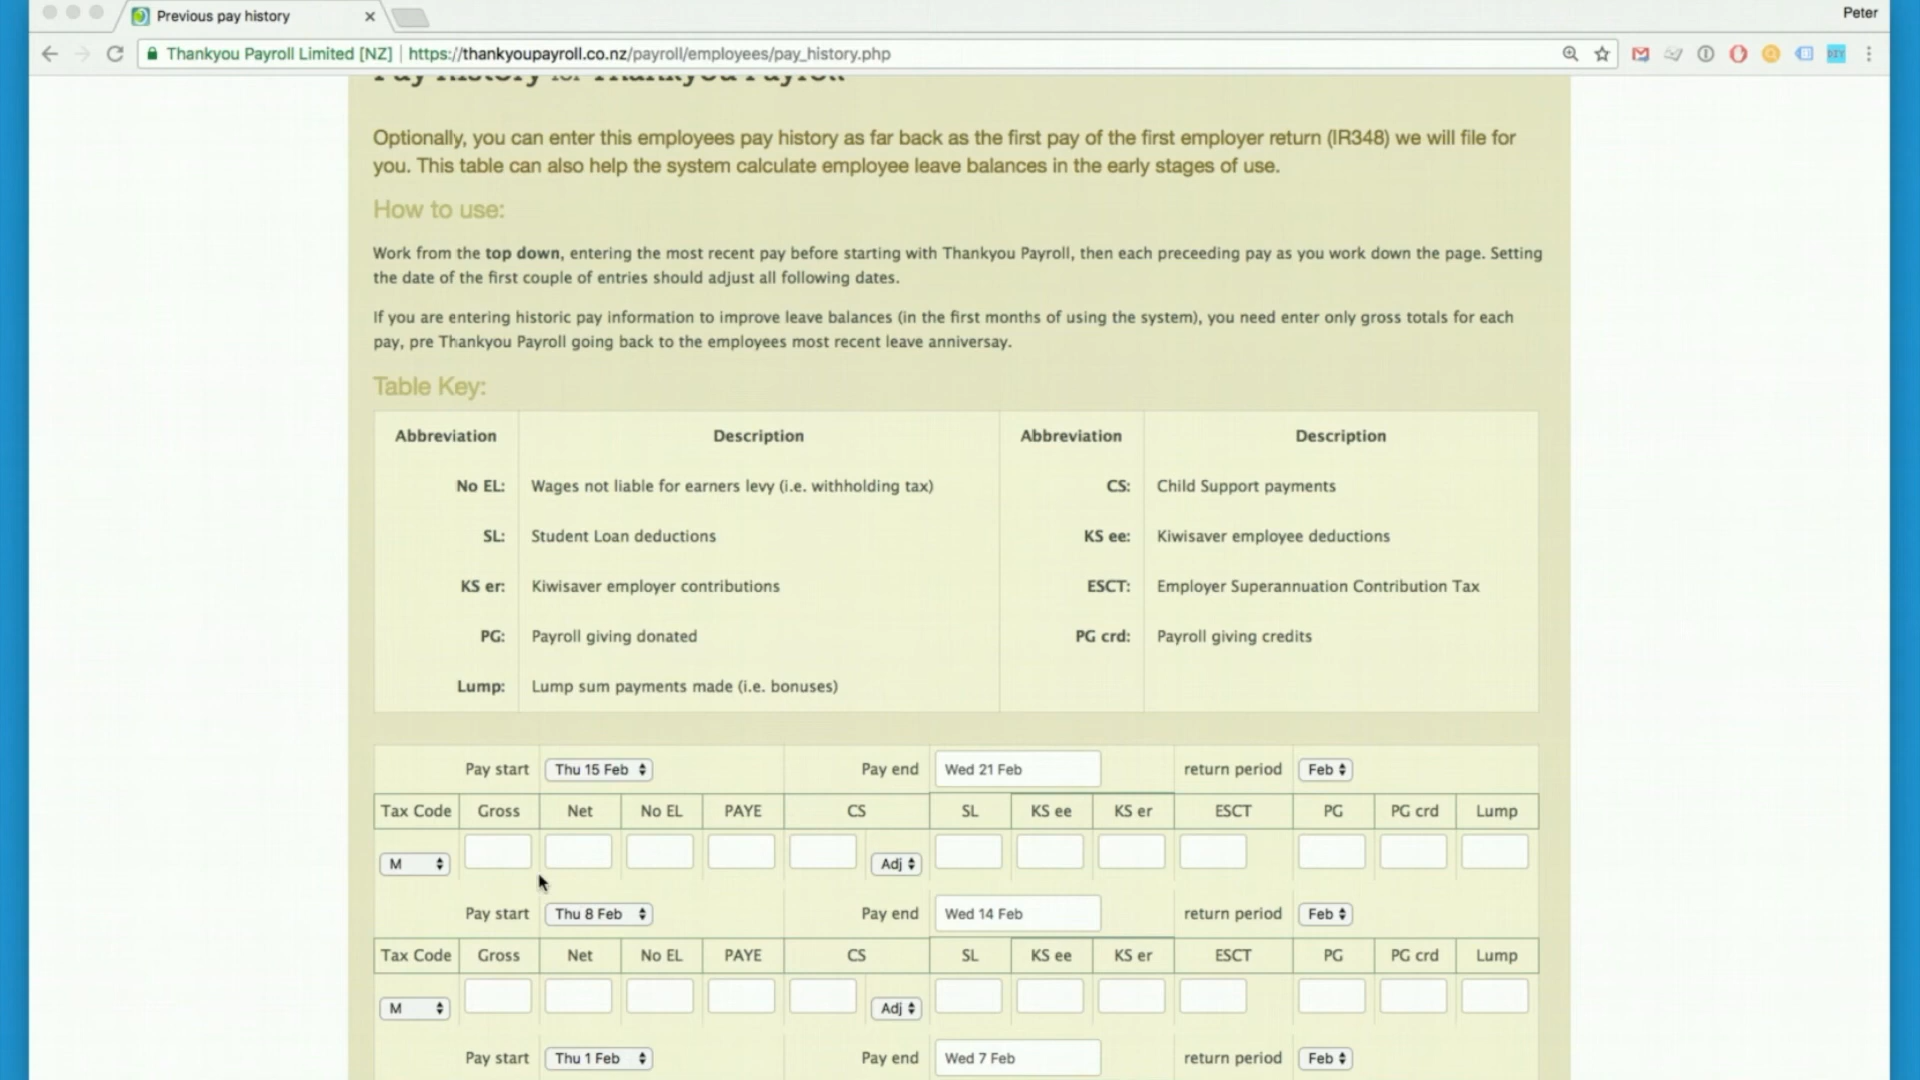 Previous pay history
Peter
Thankyou Payroll Limited [NZ] | https://thankyoupayroll.co.nz/payroll/employees/pay_history.php
DIY
Pay history for Thankyou Payroll
Optionally, you can enter this employees pay history as far back as the first pay of the first employer return (IR348) we will file for
you. This table can also help the system calculate employee leave balances in the early stages of use.
How to use:
Work from the top down, entering the most recent pay before starting with Thankyou Payroll, then each preceeding pay as you work down the page. Setting
the date of the first couple of entries should adjust all following dates.
If you are entering historic pay information to improve leave balances (in the first months of using the system), you need enter only gross totals for each
pay, pre Thankyou Payroll going back to the employees most recent leave anniversay.
Table Key:
Abbreviation Description Abbreviation Description
No EL: Wages not liable for earners levy (i.e. withholding tax) CS: Child Support payments
SL: Student Loan deductions KS ee: Kiwisaver employee deductions
KS er: Kiwisaver employer contributions ESCT: Employer Superannuation Contribution Tax
PG: Payroll giving donated PG crd: Payroll giving credits
Lump: Lump sum payments made (i.e. bonuses)
Pay start Thu 15 Feb Pay end Wed 21 Feb return period Feb
Tax Code Gross Net No EL PAYE CS SL KS ee KS er ESCT PG PG crd Lump
M Adj
Pay start Thu 8 Feb Pay end Wed 14 Feb return period Feb
Tax Code Gross Net No EL PAYE CS SL KS ee KS er ESCT PG PG crd Lump
M Adj
Pay start Thu 1 Feb Pay end Wed 7 Feb return period Feb